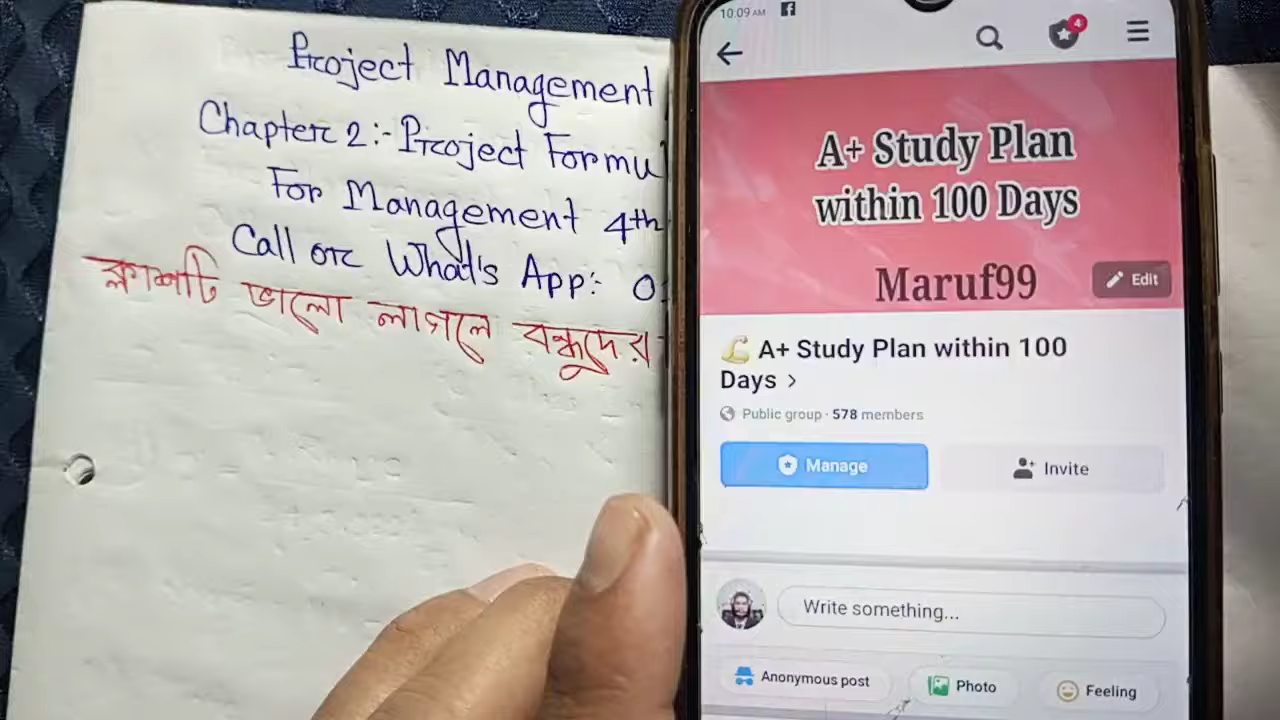 Project Management
Chapter 2:- Project Formu
For Management 4th
Call or What's App:- 0
ক্লাশটি ভালো লাগলে বন্ধুদের
10:09 AM
4
A+ Study Plan
within 100 Days
Maruf99
Edit
💪 A+ Study Plan within 100
Days >
Public group · 578 members
Manage
Invite
Write something...
Anonymous post
Photo
Feeling